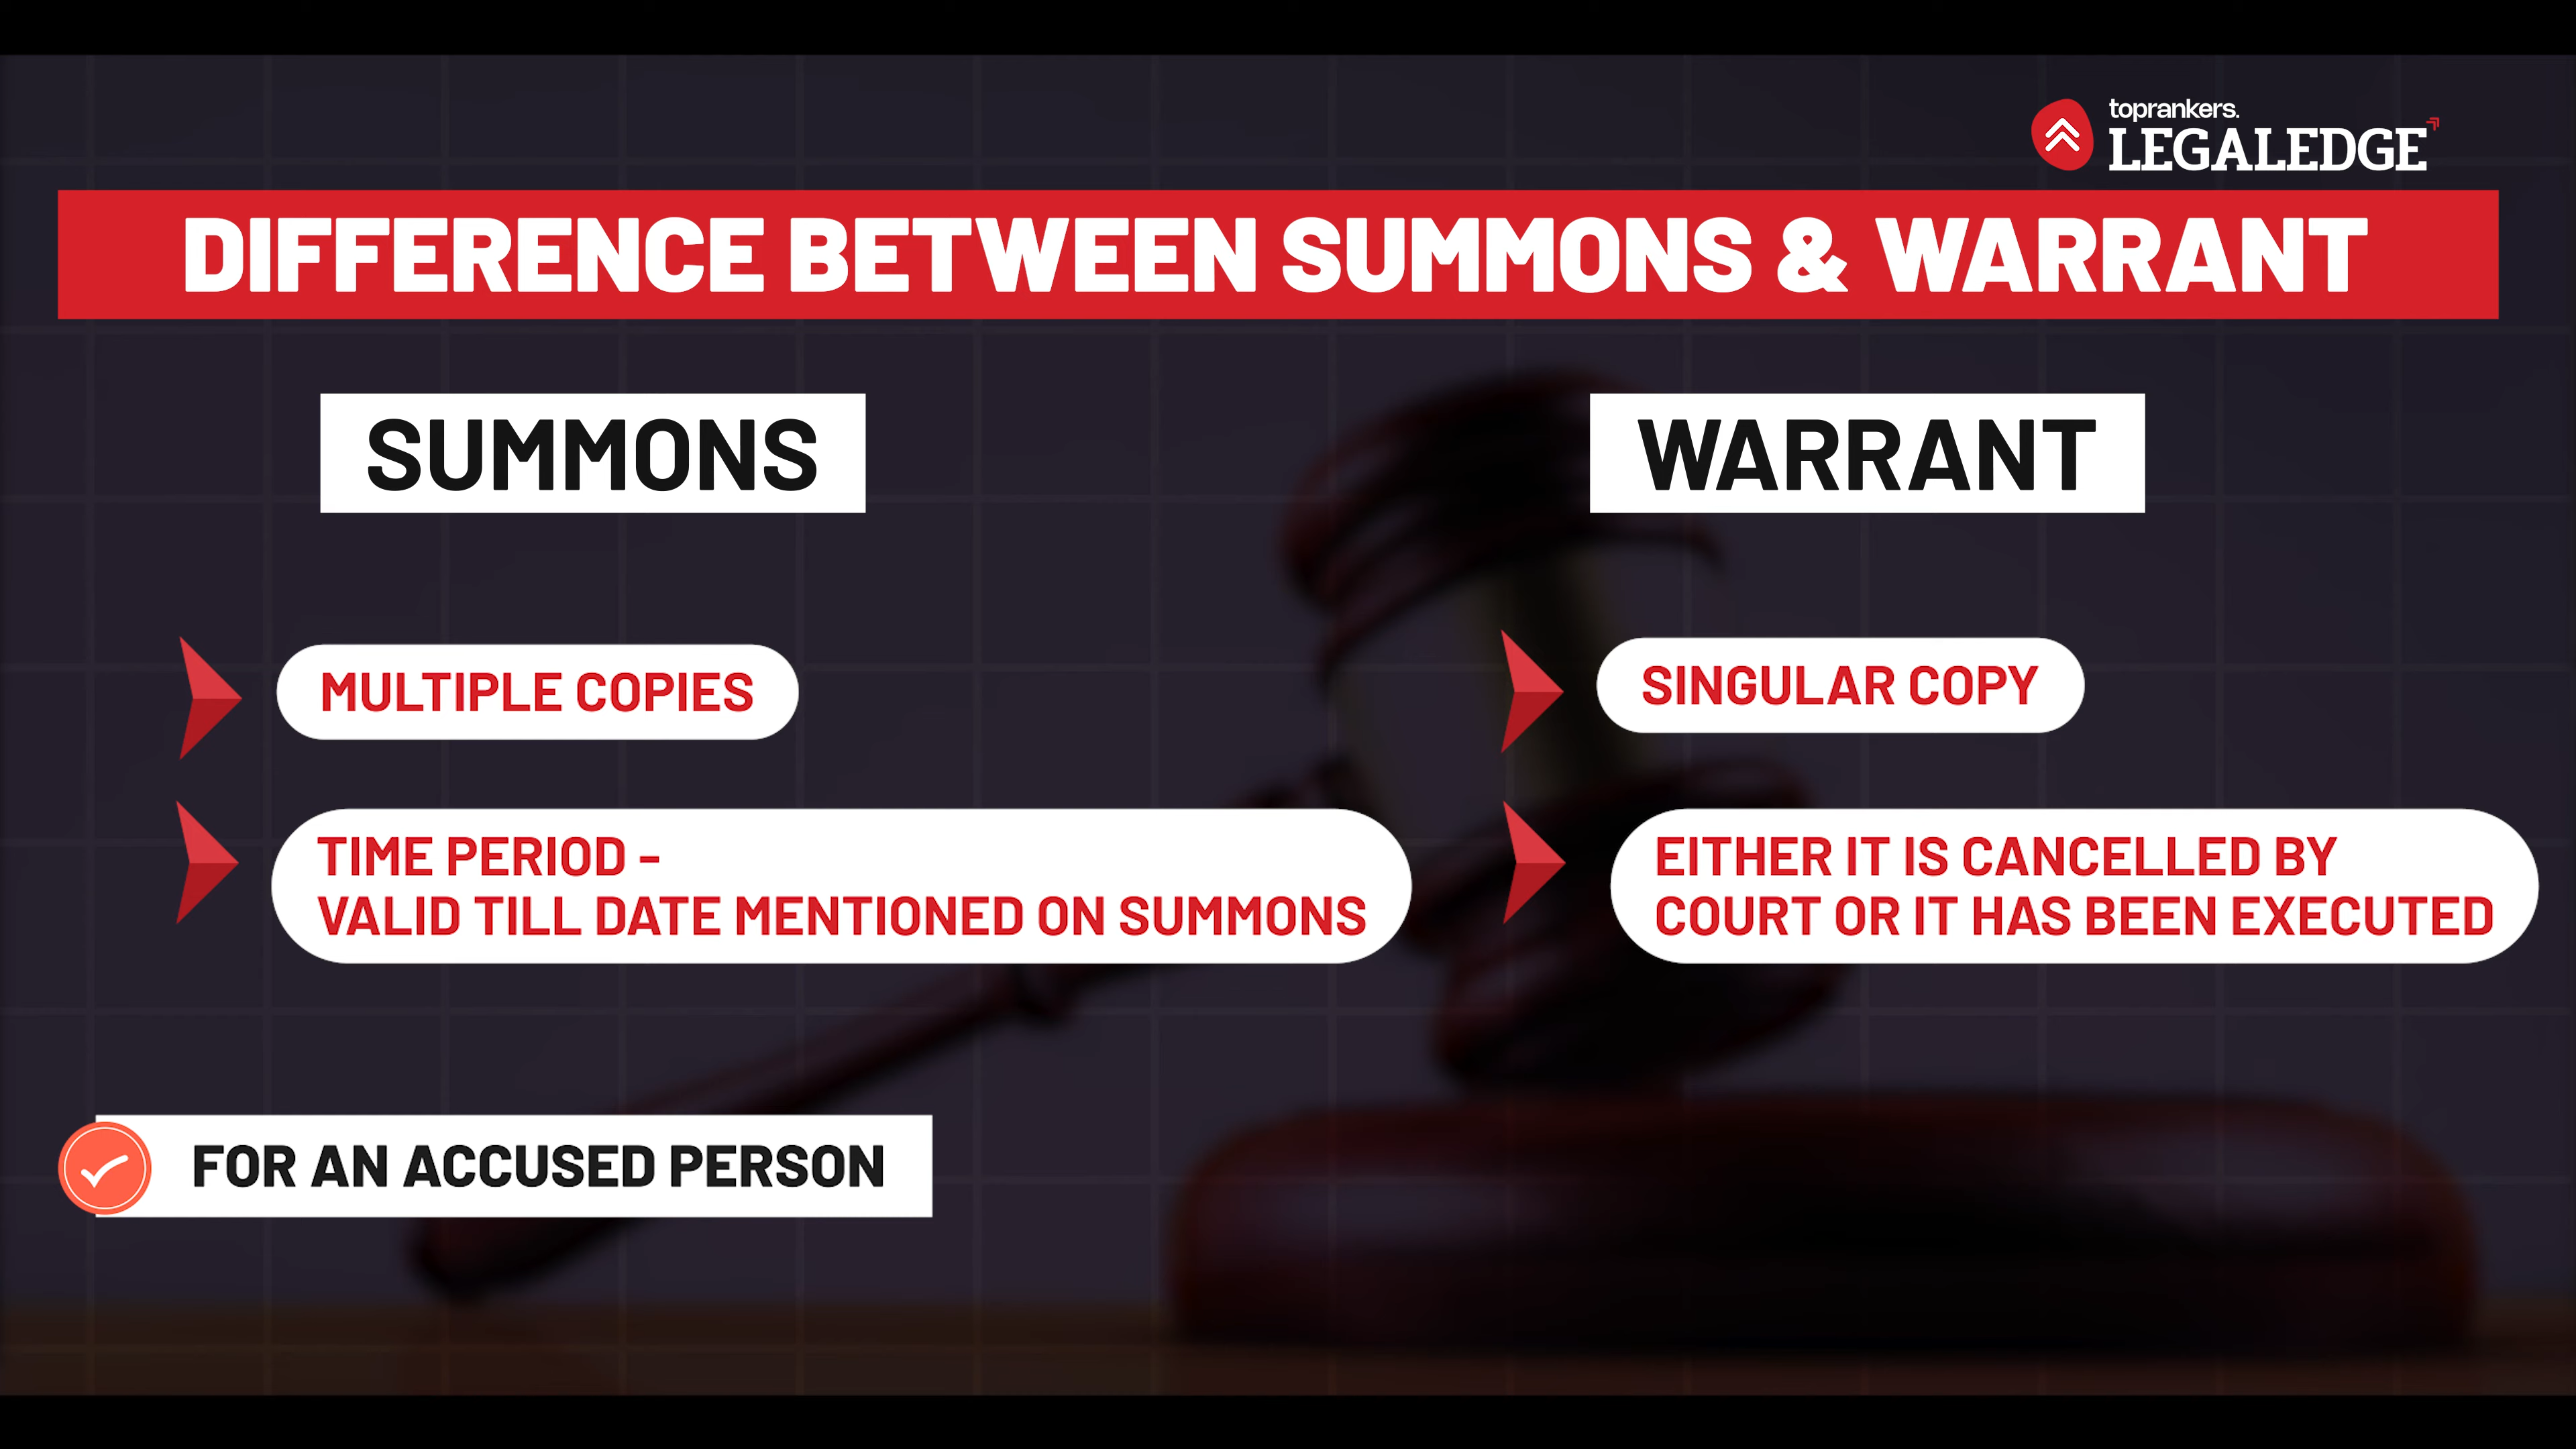 toprankers.
LEGALEDGE
DIFFERENCE BETWEEN SUMMONS & WARRANT
SUMMONS
WARRANT
MULTIPLE COPIES
SINGULAR COPY
TIME PERIOD -
VALID TILL DATE MENTIONED ON SUMMONS
EITHER IT IS CANCELLED BY
COURT OR IT HAS BEEN EXECUTED
FOR AN ACCUSED PERSON